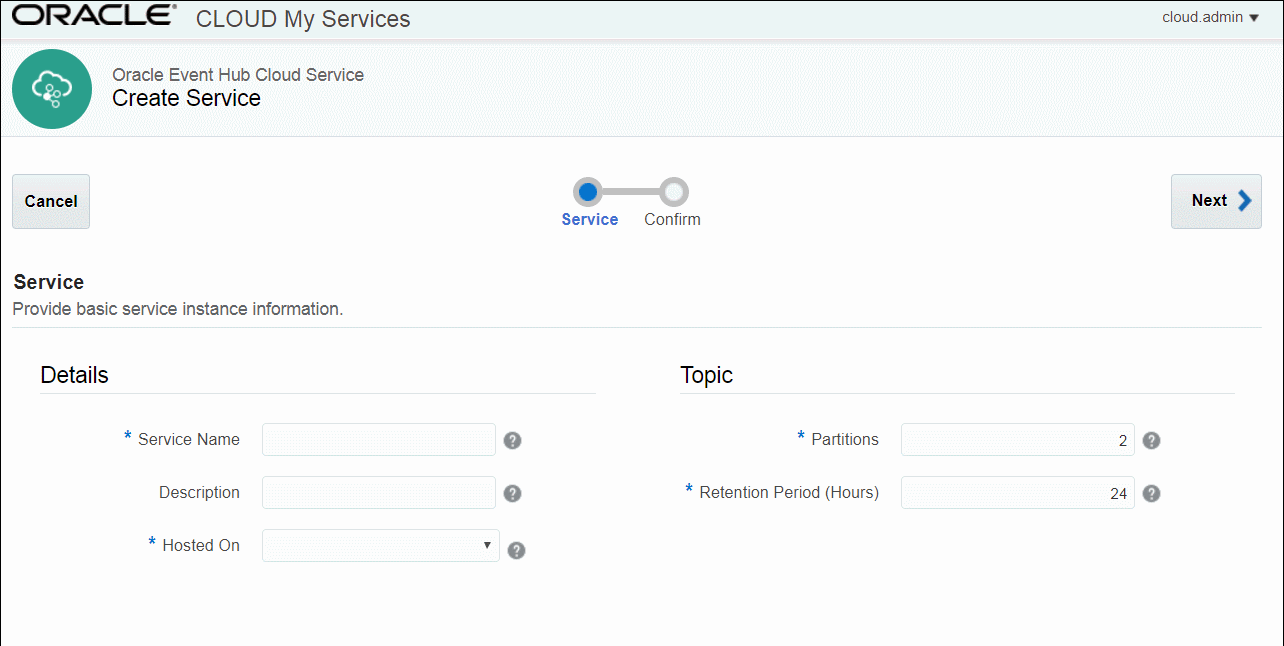 ORACLE® CLOUD My Services
cloud.admin
Oracle Event Hub Cloud Service
Create Service
Cancel
Service
Confirm
Next
Service
Provide basic service instance information.
Details
* Service Name
?
Description
?
* Hosted On
?
Topic
* Partitions
2
?
* Retention Period (Hours)
24
?